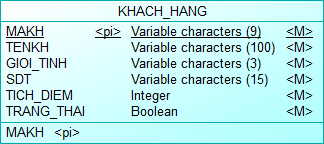 KHACH_HANG
MAKH <pi> Variable characters (9) <M>
TENKH Variable characters (100) <M>
GIOI_TINH Variable characters (3) <M>
SDT Variable characters (15) <M>
TICH_DIEM Integer <M>
TRANG_THAI Boolean <M>
MAKH <pi>